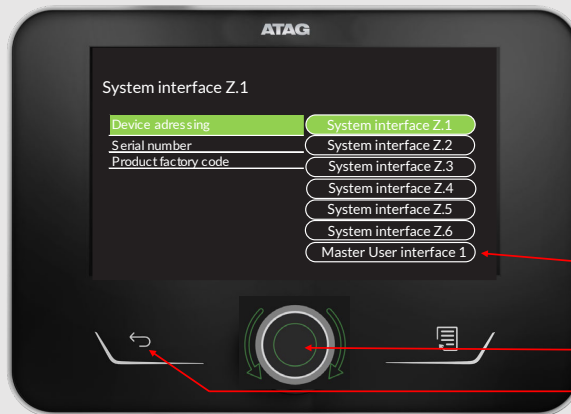 ATAG
System interface Z.1
Device adressing System interface Z.1
Serial number System interface Z.2
Product factory code System interface Z.3
System interface Z.4
System interface Z.5
System interface Z.6
Master User interface 1